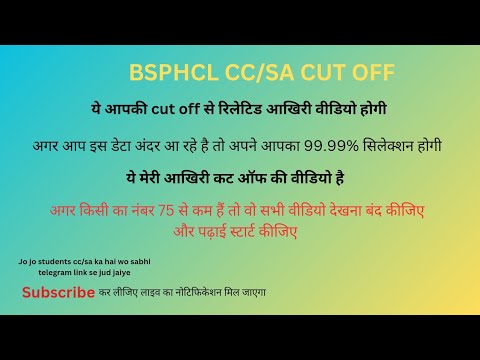 BSPHCL CC/SA CUT OFF
ये आपकी cut off से रिलेटिड आखिरी वीडियो होगी
अगर आप इस डेटा अंदर आ रहे है तो अपने आपका 99.99% सिलेक्शन होगी
ये मेरी आखिरी कट ऑफ की वीडियो है
अगर किसी का नंबर 75 से कम हैं तो वो सभी वीडियो देखना बंद कीजिए
और पढ़ाई स्टार्ट कीजिए
Jo jo students cc/sa ka hai wo sabhi
telegram link se jud jaiye
Subscribe कर लीजिए लाइव का नोटिफिकेशन मिल जाएगा